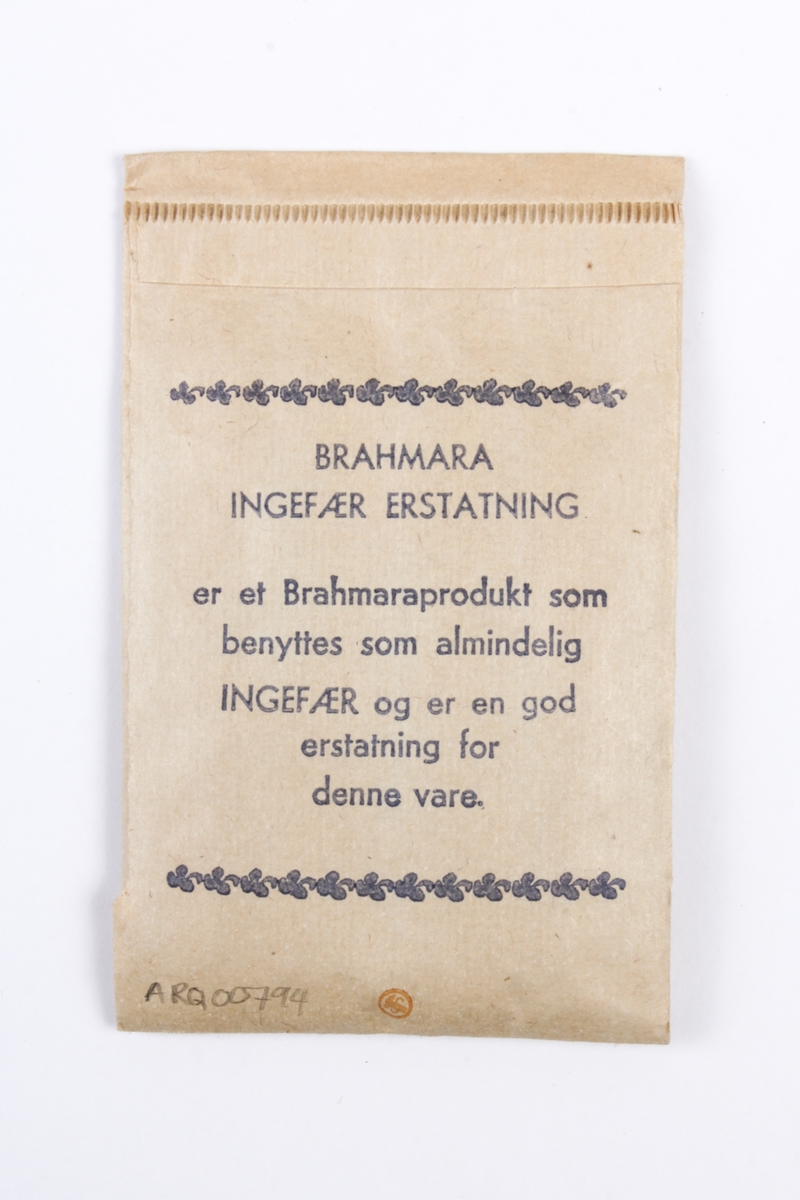 BRAHMARA
INGEFÆR ERSTATNING
er et Brahmaraprodukt som
benyttes som almindelig
INGEFÆR og er en god
erstatning for
denne vare.
ARQ00794